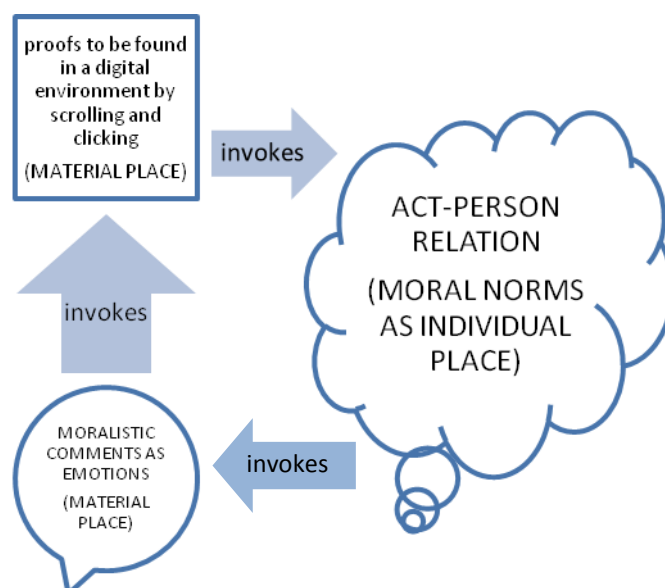 proofs to be found
in a digital
environment by
scrolling and
clicking
(MATERIAL PLACE)
invokes
ACT-PERSON
RELATION
(MORAL NORMS
AS INDIVIDUAL
PLACE)
invokes
MORALISTIC
COMMENTS AS
EMOTIONS
(MATERIAL
PLACE)
invokes